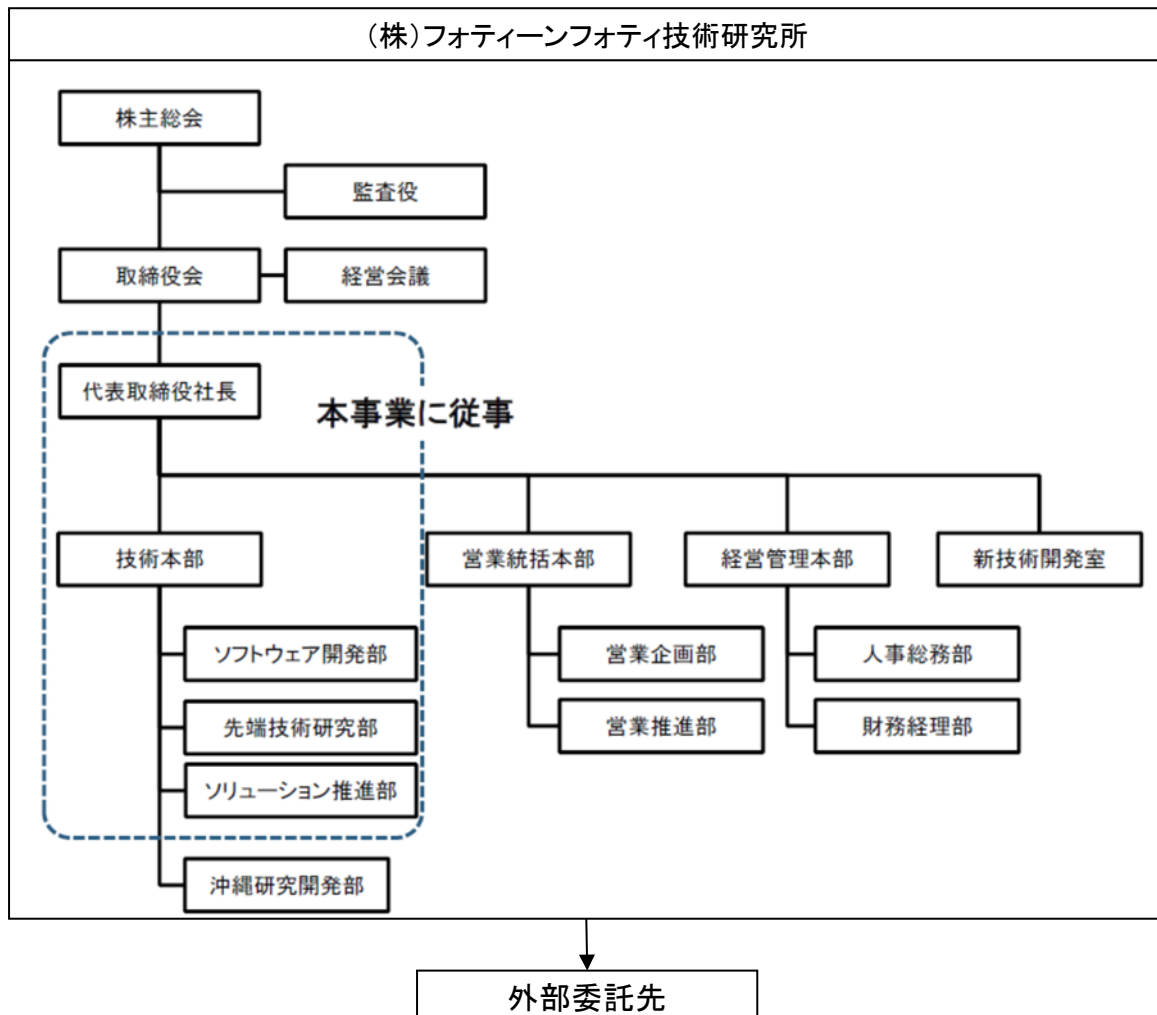 (株)フォティーンフォティ技術研究所
株主総会
監査役
取締役会
経営会議
代表取締役社長
本事業に従事
技術本部
営業統括本部
経営管理本部
新技術開発室
ソフトウェア開発部
営業企画部
人事総務部
先端技術研究部
営業推進部
財務経理部
ソリューション推進部
沖縄研究開発部
外部委託先